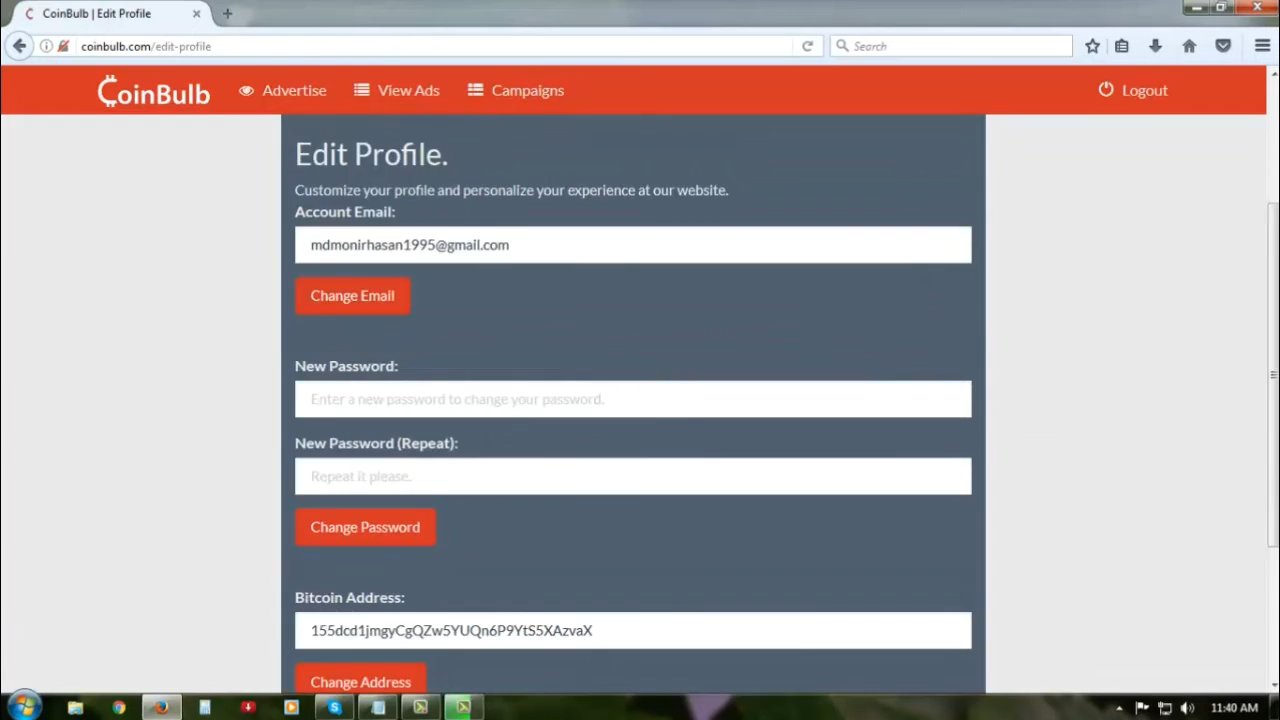 CoinBulb | Edit Profile
coinbulb.com/edit-profile
Search
CoinBulb
Advertise
View Ads
Campaigns
Logout
Edit Profile.
Customize your profile and personalize your experience at our website.
Account Email:
mdmonirhasan1995@gmail.com
Change Email
New Password:
Enter a new password to change your password.
New Password (Repeat):
Repeat it please.
Change Password
Bitcoin Address:
155dcd1jmgyCgQZw5YUQn6P9YtS5XAzvaX
Change Address
11:40 AM